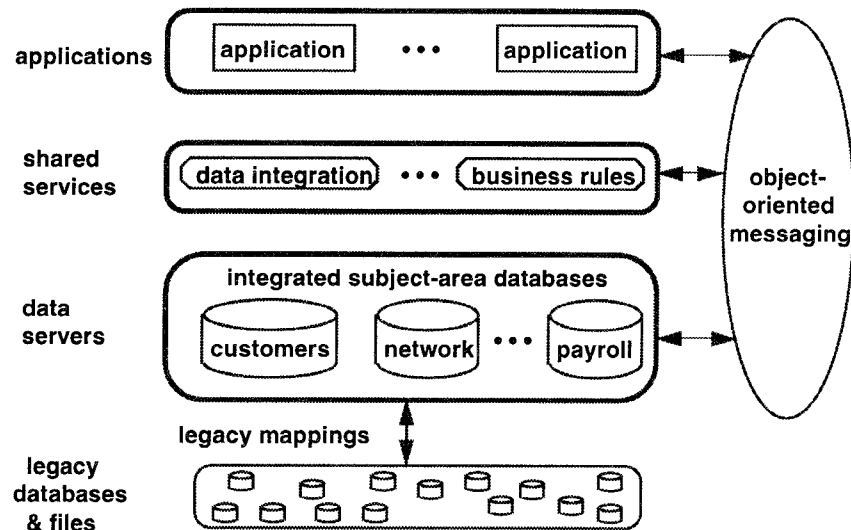 applications
application ••• application
shared
services
data integration ••• business rules
object-
oriented
messaging
data
servers
integrated subject-area databases
customers
network ••• payroll
legacy mappings
legacy
databases
& files